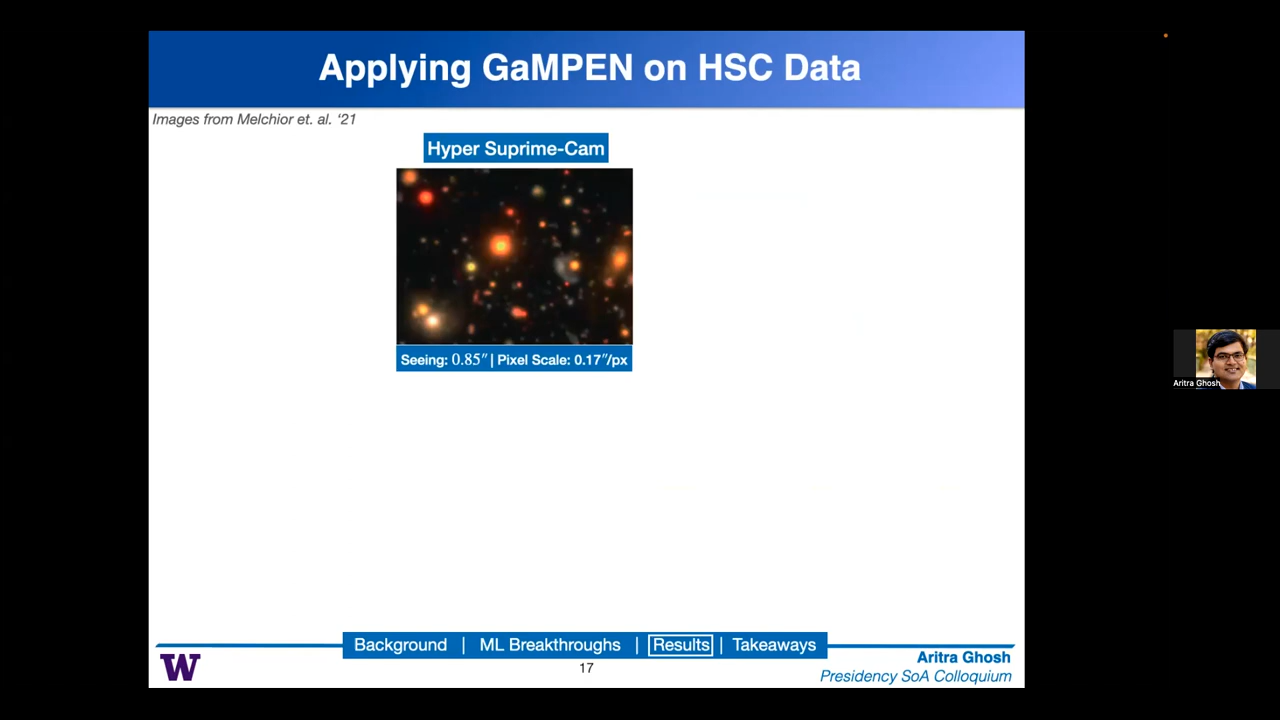 Applying GaMPEN on HSC Data
Images from Melchior et. al. ‘21
Hyper Suprime-Cam
Seeing: 0.85″ | Pixel Scale: 0.17″/px
Aritra Ghosh
Background | ML Breakthroughs | Results | Takeaways
W
17
Aritra Ghosh
Presidency SoA Colloquium